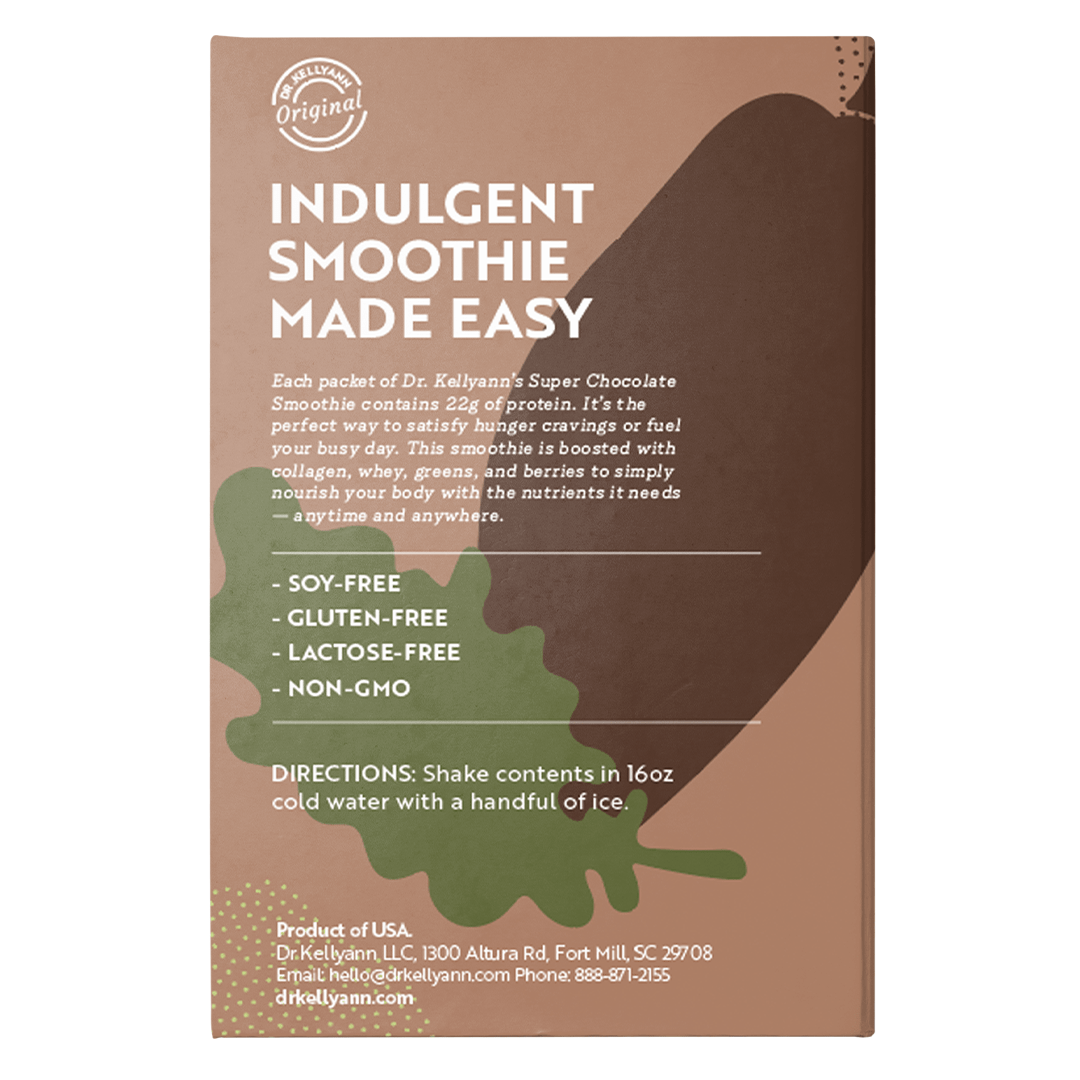 DR. KELLYANN
Original
INDULGENT
SMOOTHIE
MADE EASY
Each packet of Dr. Kellyann's Super Chocolate
Smoothie contains 22g of protein. It's the
perfect way to satisfy hunger cravings or fuel
your busy day. This smoothie is boosted with
collagen, whey, greens, and berries to simply
nourish your body with the nutrients it needs
— anytime and anywhere.
- SOY-FREE
- GLUTEN-FREE
- LACTOSE-FREE
- NON-GMO
DIRECTIONS: Shake contents in 16oz
cold water with a handful of ice.
Product of USA.
Dr.Kellyann, LLC, 1300 Altura Rd, Fort Mill, SC 29708
Email: hello@drkellyann.com Phone: 888-871-2155
drkellyann.com